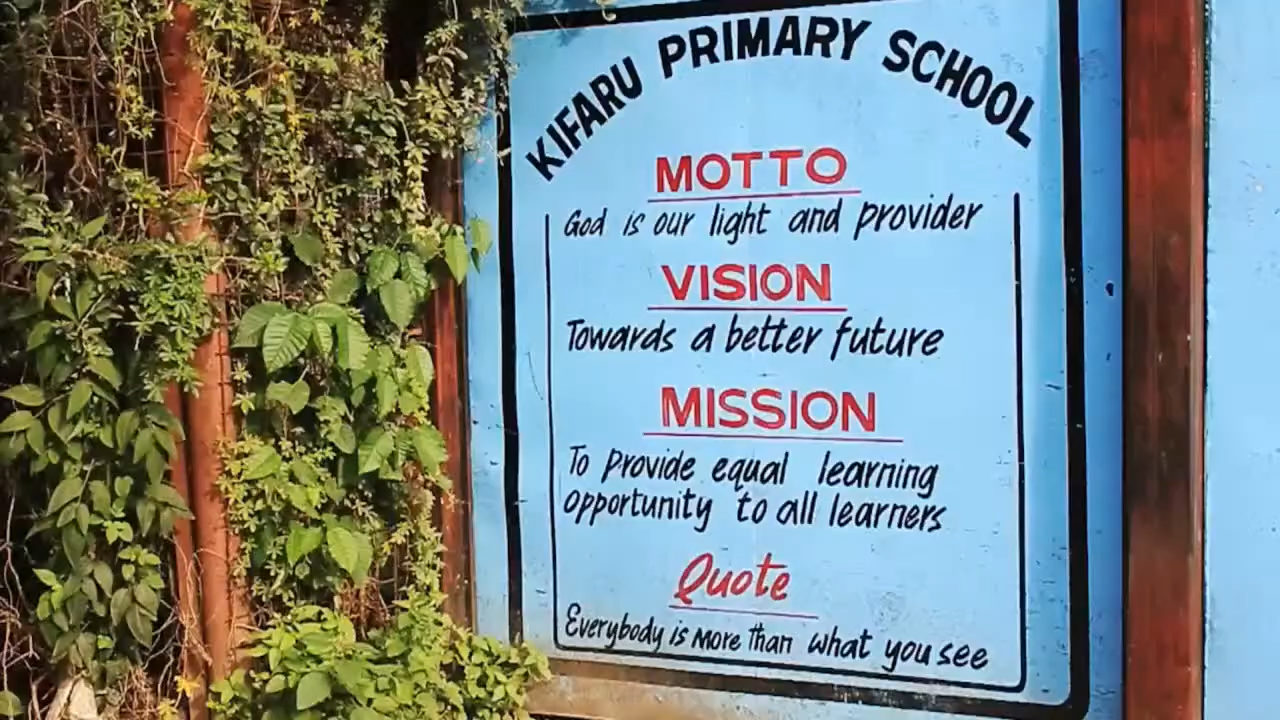 KIFARU PRIMARY SCHOOL
MOTTO
God is our light and provider
VISION
Towards a better future
MISSION
To provide equal learning
opportunity to all learners
Quote
Everybody is More than what you see